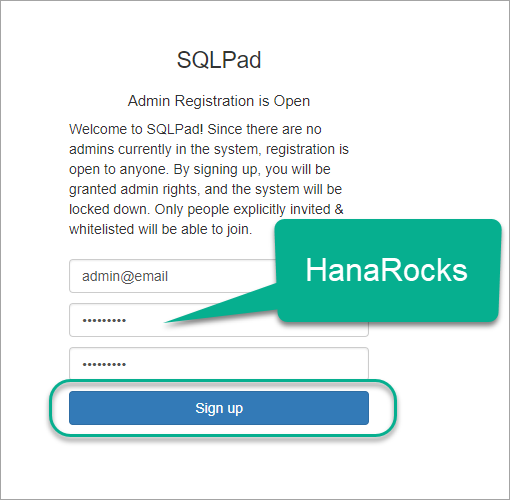 SQLPad
Admin Registration is Open
Welcome to SQLPad! Since there are no
admins currently in the system, registration is
open to anyone. By signing up, you will be
granted admin rights, and the system will be
locked down. Only people explicitly invited &
whitelisted will be able to join.
HanaRocks
admin@email
•••••••••
•••••••••
Sign up